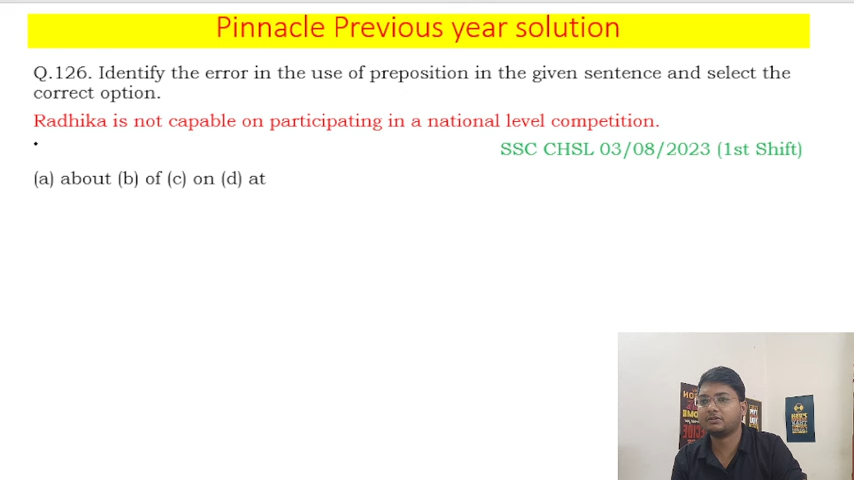 Pinnacle Previous year solution
Q.126. Identify the error in the use of preposition in the given sentence and select the
correct option.
Radhika is not capable on participating in a national level competition.
SSC CHSL 03/08/2023 (1st Shift)
(a) about (b) of (c) on (d) at